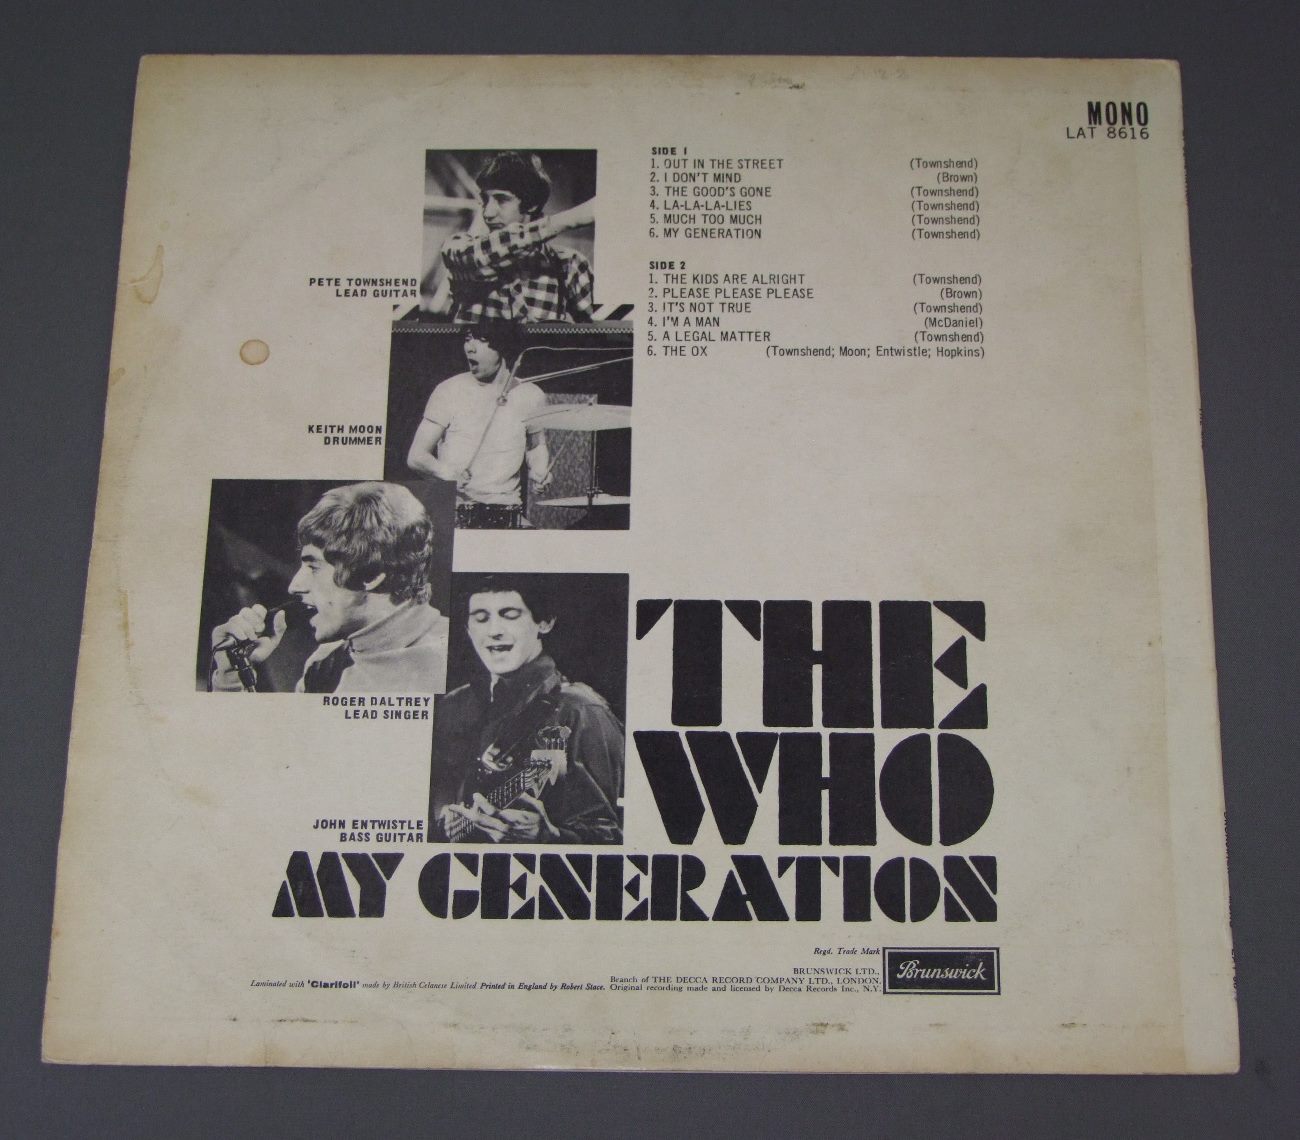 MONO
LAT 8616
SIDE 1
1. OUT IN THE STREET (Townshend)
2. I DON'T MIND (Brown)
3. THE GOOD'S GONE (Townshend)
4. LA-LA-LA-LIES (Townshend)
5. MUCH TOO MUCH (Townshend)
6. MY GENERATION (Townshend)
SIDE 2
1. THE KIDS ARE ALRIGHT (Townshend)
2. PLEASE PLEASE PLEASE (Brown)
3. IT'S NOT TRUE (Townshend)
4. I'M A MAN (McDaniel)
5. A LEGAL MATTER (Townshend)
6. THE OX (Townshend; Moon; Entwistle; Hopkins)
PETE TOWNSHEND
LEAD GUITAR
KEITH MOON
DRUMMER
ROGER DALTREY
LEAD SINGER
JOHN ENTWISTLE
BASS GUITAR
THE
WHO
MY GENERATION
Regd. Trade Mark
Brunswick
BRUNSWICK LTD.,
Branch of THE DECCA RECORD COMPANY LTD., LONDON.
Original recording made and licensed by Decca Records Inc., N.Y.
Laminated with 'Clarifoil' made by British Celanese Limited Printed in England by Robert Stace.